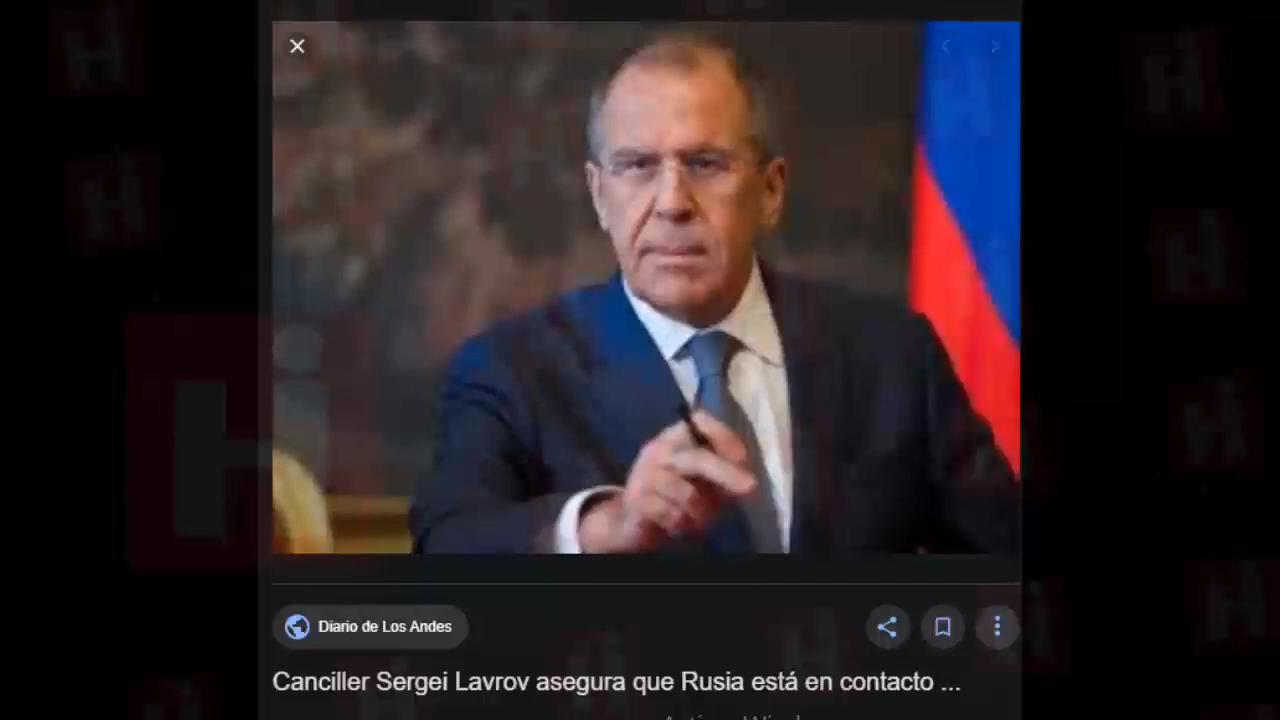 Diario de Los Andes
Canciller Sergei Lavrov asegura que Rusia está en contacto ...